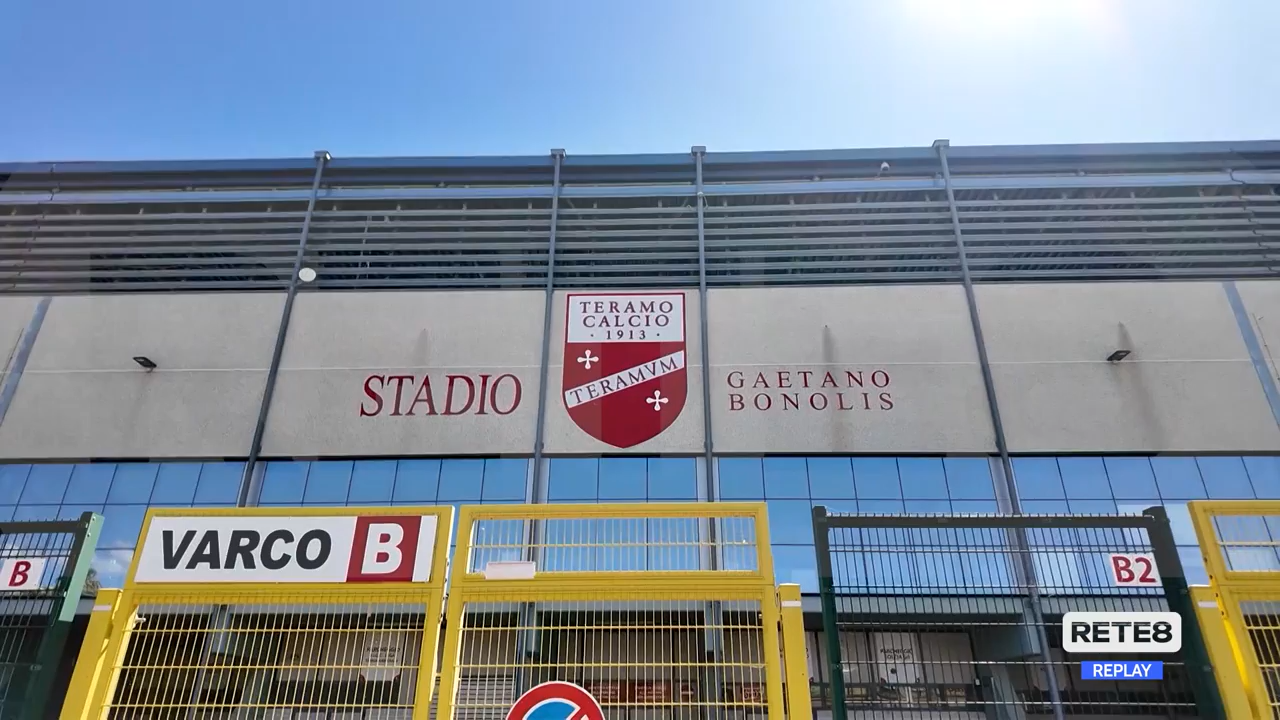 TERAMO
CALCIO
· 1913 ·
TERAMVM
STADIO
GAETANO
BONOLIS
VARCO B
B
B2
RETE8
REPLAY